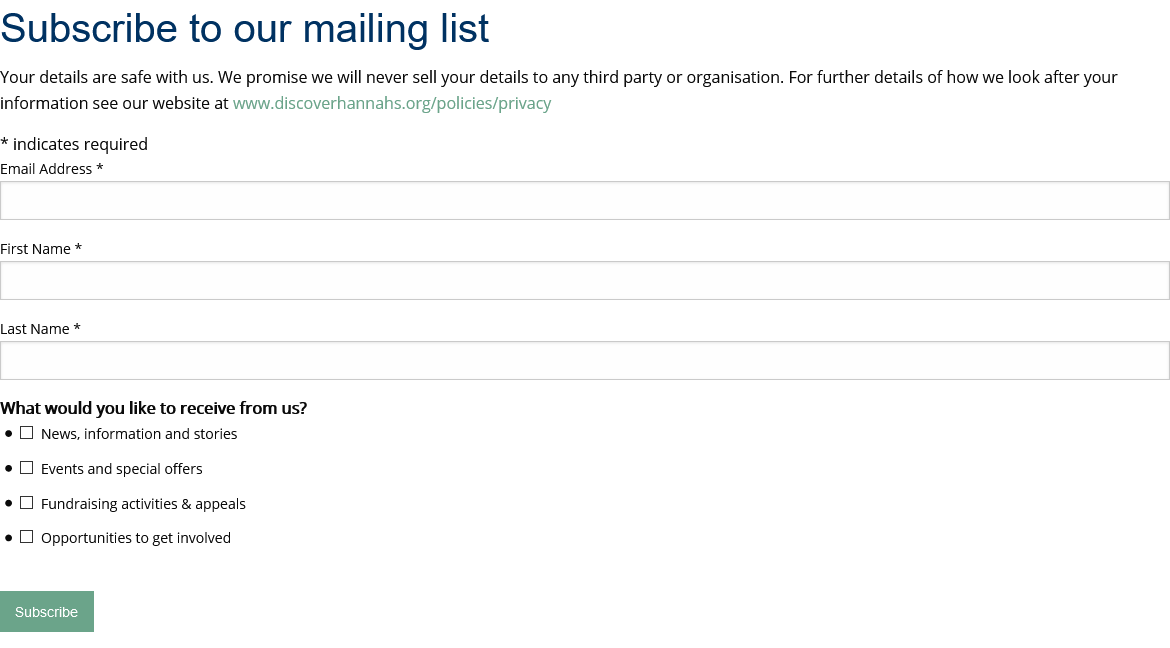 Subscribe to our mailing list
Your details are safe with us. We promise we will never sell your details to any third party or organisation. For further details of how we look after your
information see our website at www.discoverhannahs.org/policies/privacy
* indicates required
Email Address *
First Name *
Last Name *
What would you like to receive from us?
News, information and stories
Events and special offers
Fundraising activities & appeals
Opportunities to get involved
Subscribe